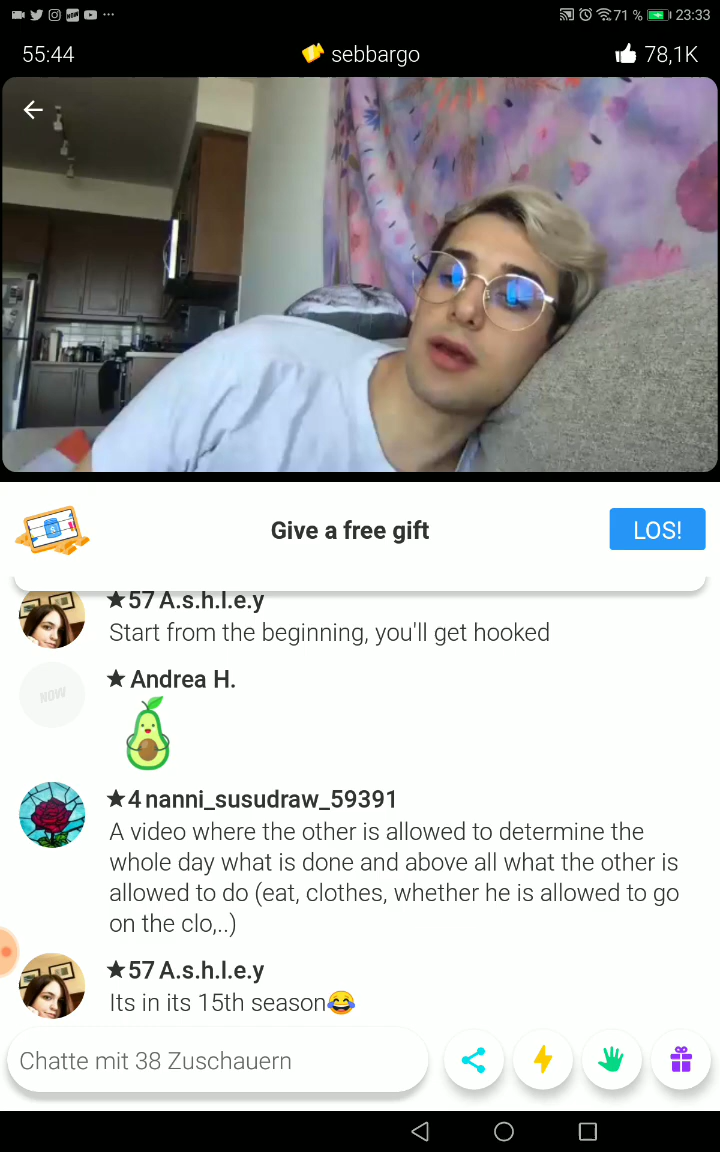 71 % 23:33
55:44 sebbargo 78,1K
Give a free gift LOS!
★57 A.s.h.l.e.y
Start from the beginning, you'll get hooked
NOW
★ Andrea H.
★4 nanni_susudraw_59391
A video where the other is allowed to determine the
whole day what is done and above all what the other is
allowed to do (eat, clothes, whether he is allowed to go
on the clo,..)
★57 A.s.h.l.e.y
Its in its 15th season😂
Chatte mit 38 Zuschauern